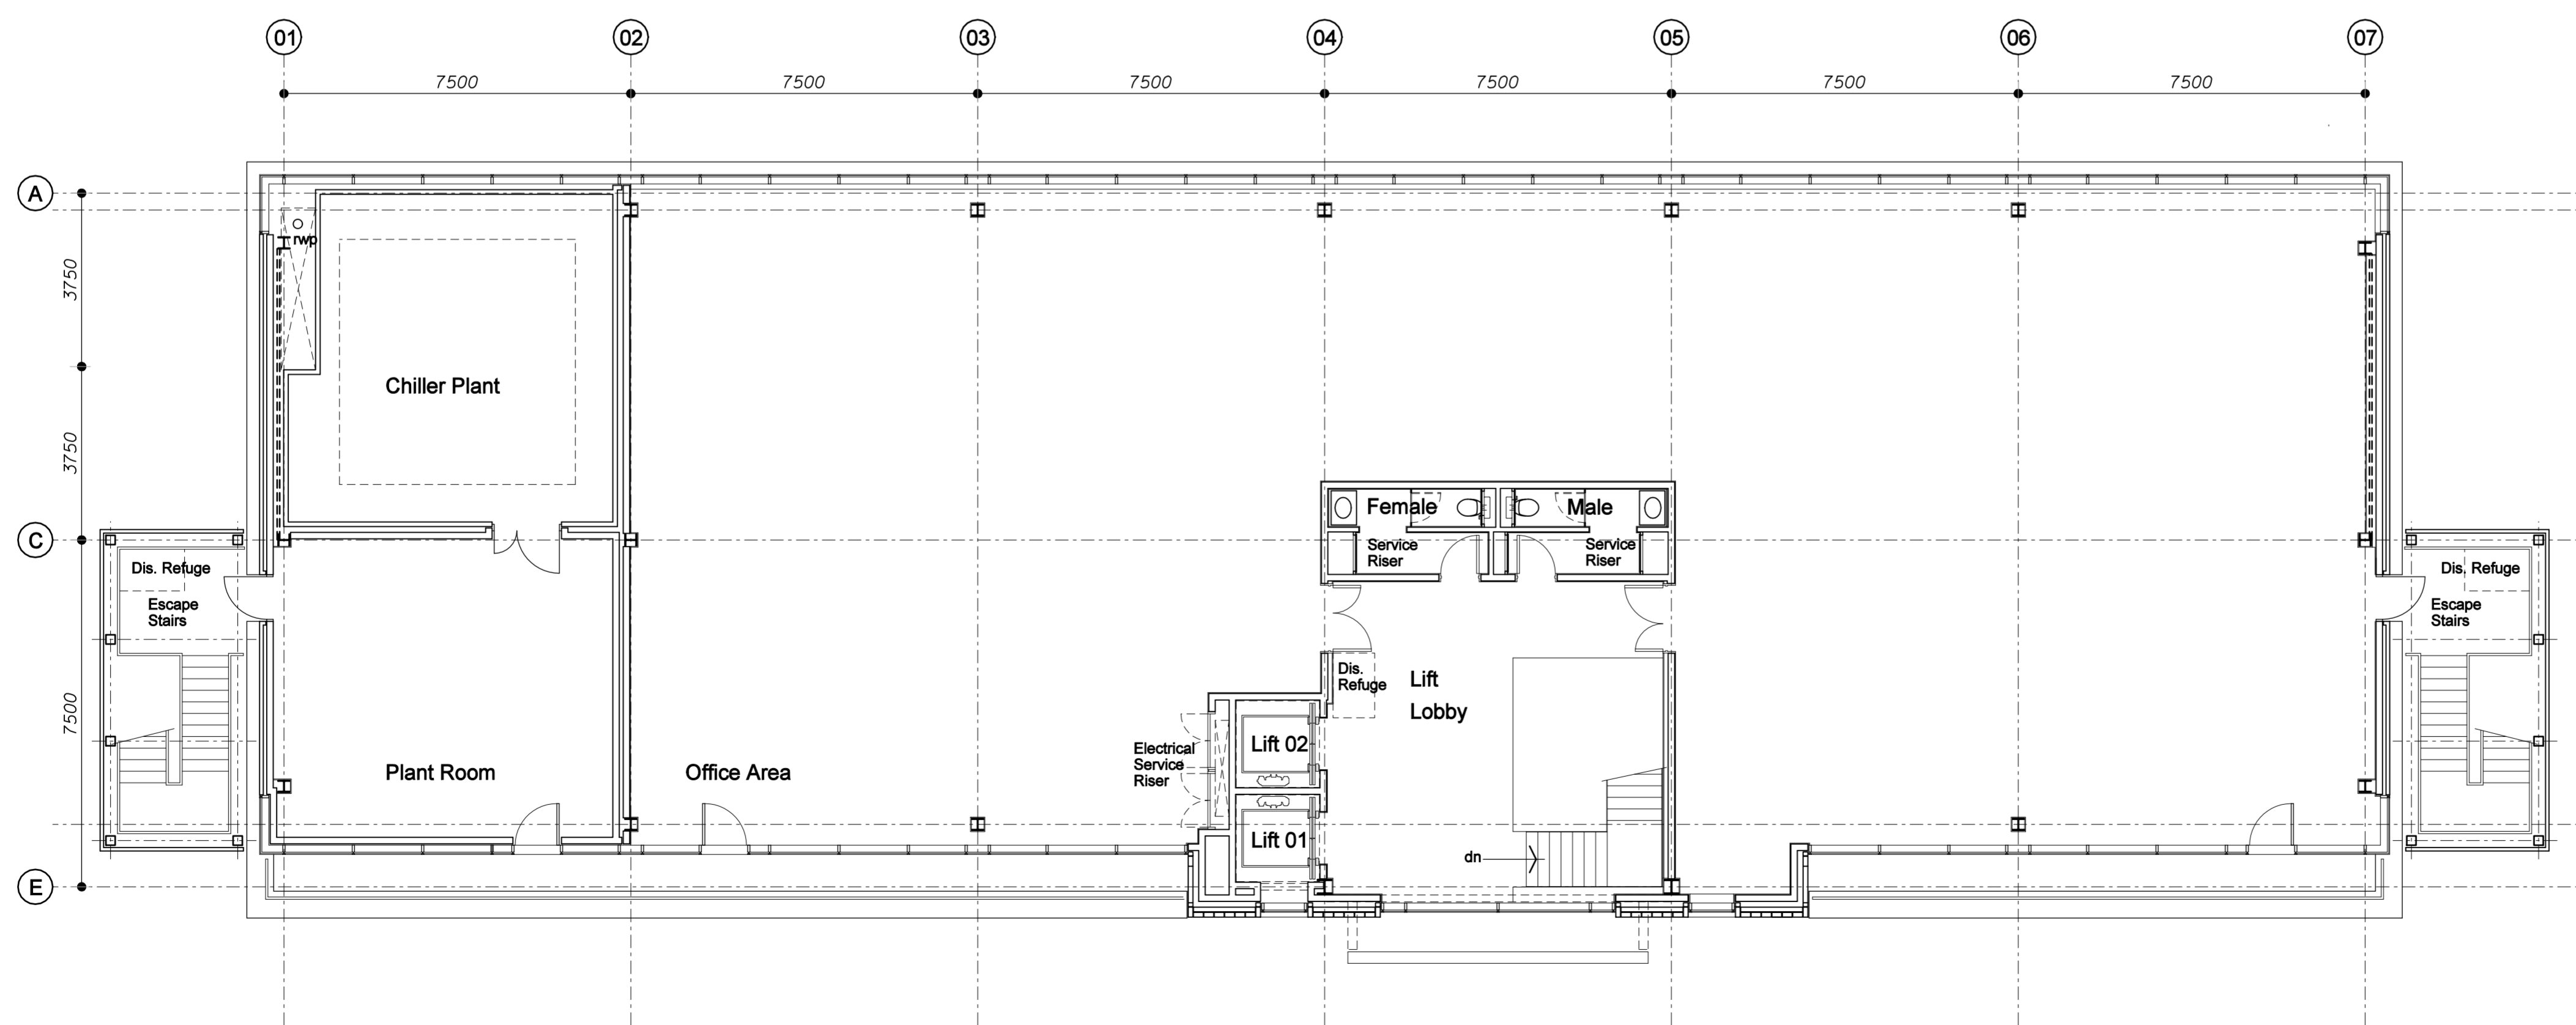 01 02 03 04 05 06 07
7500 7500 7500 7500 7500 7500
A
rwp
3750
Chiller Plant
3750
Female Male
C
Service
Riser
Service
Riser
Dis. Refuge
Escape
Stairs
Dis. Refuge
Escape
Stairs
Dis.
Refuge
Lift
Lobby
7500
Plant Room
Office Area
Electrical
Service
Riser
Lift 02
Lift 01
dn
E